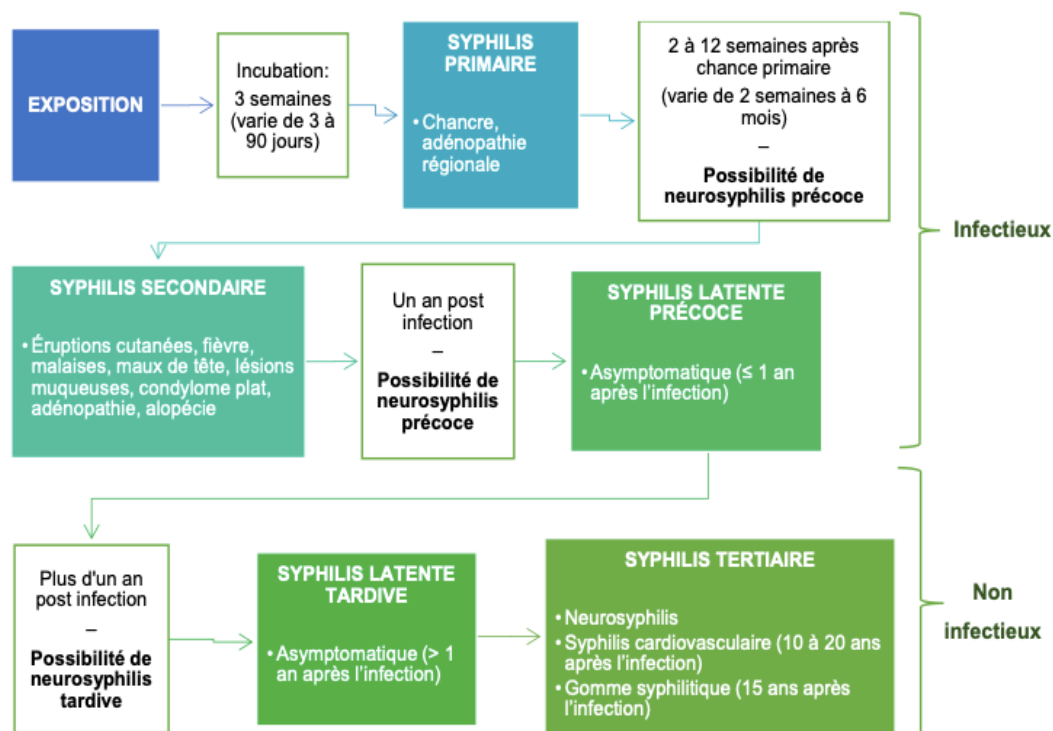 EXPOSITION
Incubation:
3 semaines
(varie de 3 à
90 jours)
SYPHILIS
PRIMAIRE
• Chancre,
adénopathie
régionale
2 à 12 semaines après
chance primaire
(varie de 2 semaines à 6
mois)
–
Possibilité de
neurosyphilis précoce
Infectieux
SYPHILIS SECONDAIRE
• Éruptions cutanées, fièvre,
malaises, maux de tête, lésions
muqueuses, condylome plat,
adénopathie, alopécie
Un an post
infection
–
Possibilité de
neurosyphilis
précoce
SYPHILIS LATENTE
PRÉCOCE
• Asymptomatique (≤ 1 an
après l'infection)
Plus d'un an
post infection
–
Possibilité de
neurosyphilis
tardive
SYPHILIS LATENTE
TARDIVE
• Asymptomatique (> 1
an après l'infection)
SYPHILIS TERTIAIRE
• Neurosyphilis
• Syphilis cardiovasculaire (10 à 20 ans
après l'infection)
• Gomme syphilitique (15 ans après
l'infection)
Non
infectieux